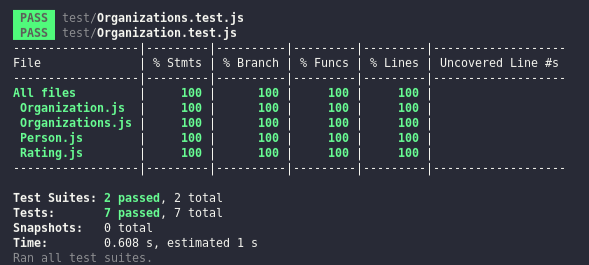 PASS test/Organizations.test.js
PASS test/Organization.test.js
------------------|---------|----------|---------|---------|-------------------
File              | % Stmts | % Branch | % Funcs | % Lines | Uncovered Line #s
------------------|---------|----------|---------|---------|-------------------
All files         |     100 |      100 |     100 |     100 |
 Organization.js  |     100 |      100 |     100 |     100 |
 Organizations.js |     100 |      100 |     100 |     100 |
 Person.js        |     100 |      100 |     100 |     100 |
 Rating.js        |     100 |      100 |     100 |     100 |
------------------|---------|----------|---------|---------|-------------------
Test Suites: 2 passed, 2 total
Tests:       7 passed, 7 total
Snapshots:   0 total
Time:        0.608 s, estimated 1 s
Ran all test suites.